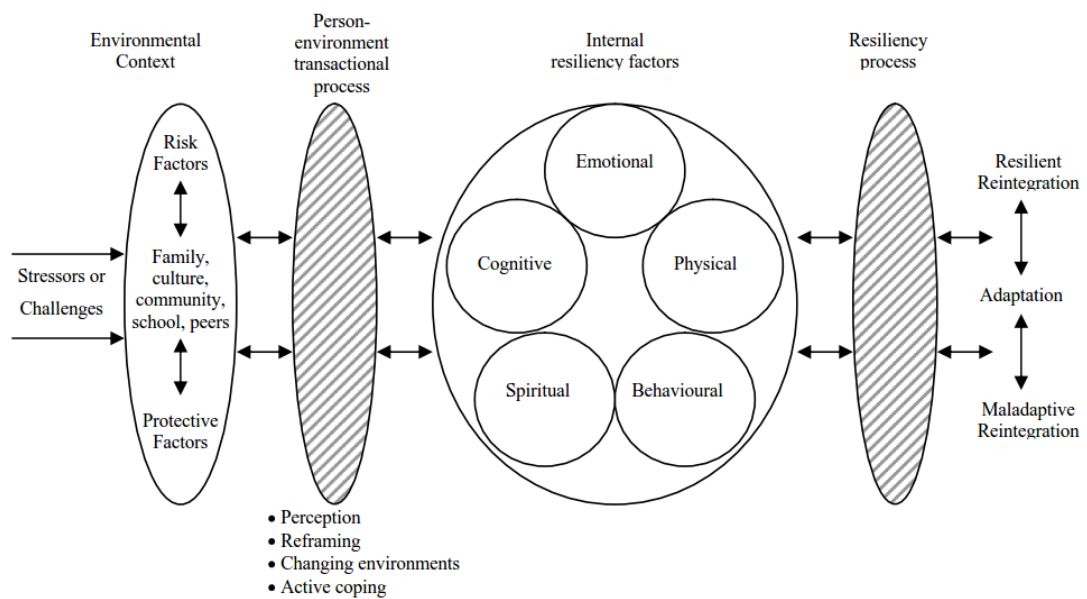 Environmental
Context
Person-
environment
transactional
process
Internal
resiliency factors
Resiliency
process
Risk
Factors
Family,
culture,
community,
school, peers
Protective
Factors
Stressors or
Challenges
Emotional
Cognitive
Physical
Spiritual
Behavioural
Resilient
Reintegration
Adaptation
Maladaptive
Reintegration
• Perception
• Reframing
• Changing environments
• Active coping